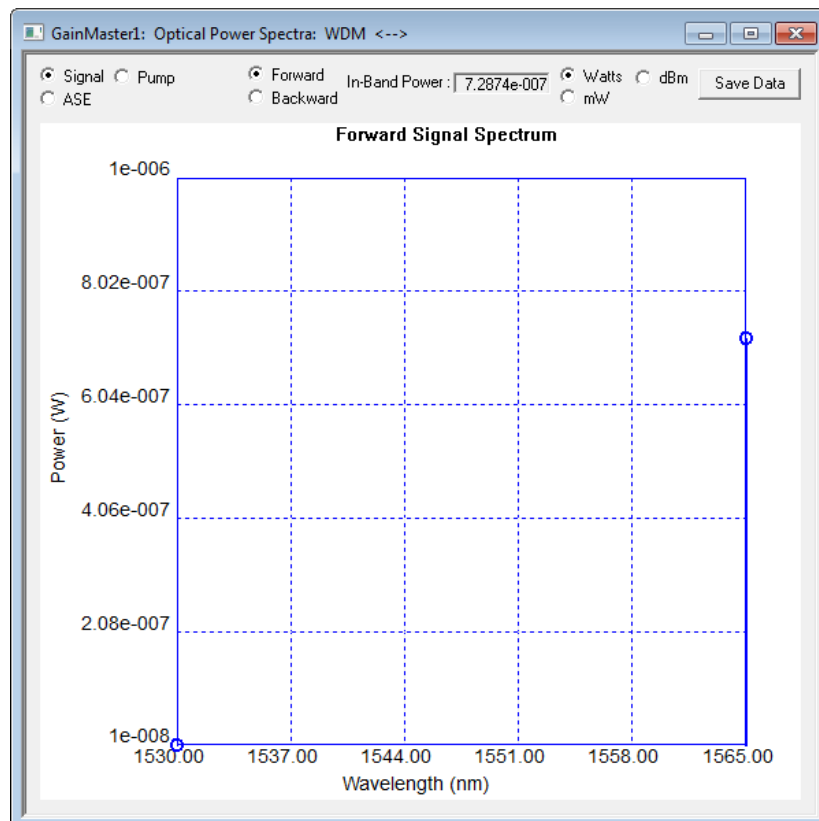 GainMaster1: Optical Power Spectra: WDM <-->
Signal Pump Forward In-Band Power : 7.2874e-007 Watts dBm Save Data
ASE Backward mW
Forward Signal Spectrum
1e-006
8.02e-007
6.04e-007
4.06e-007
2.08e-007
1e-008
Power (W)
1530.00 1537.00 1544.00 1551.00 1558.00 1565.00
Wavelength (nm)